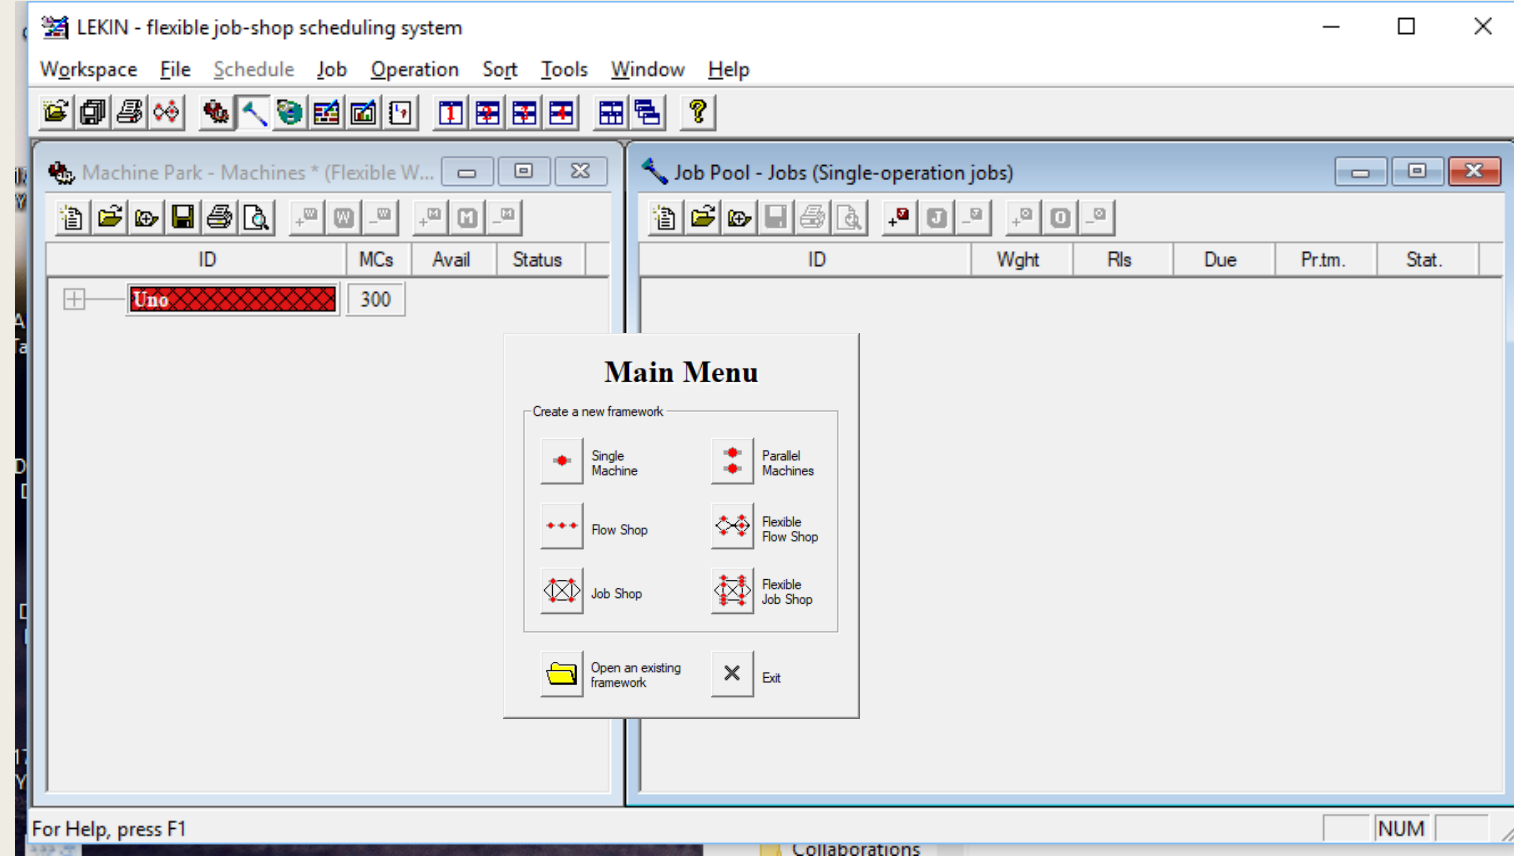 LEKIN - flexible job-shop scheduling system
Workspace File Schedule Job Operation Sort Tools Window Help
Machine Park - Machines * (Flexible W...
Job Pool - Jobs (Single-operation jobs)
ID MCs Avail Status
ID Wght Rls Due Pr.tm. Stat.
Uno 300
Main Menu
Create a new framework
Single
Machine
Parallel
Machines
Flow Shop
Flexible
Flow Shop
Job Shop
Flexible
Job Shop
Open an existing
framework
Exit
For Help, press F1
NUM
Collaborations